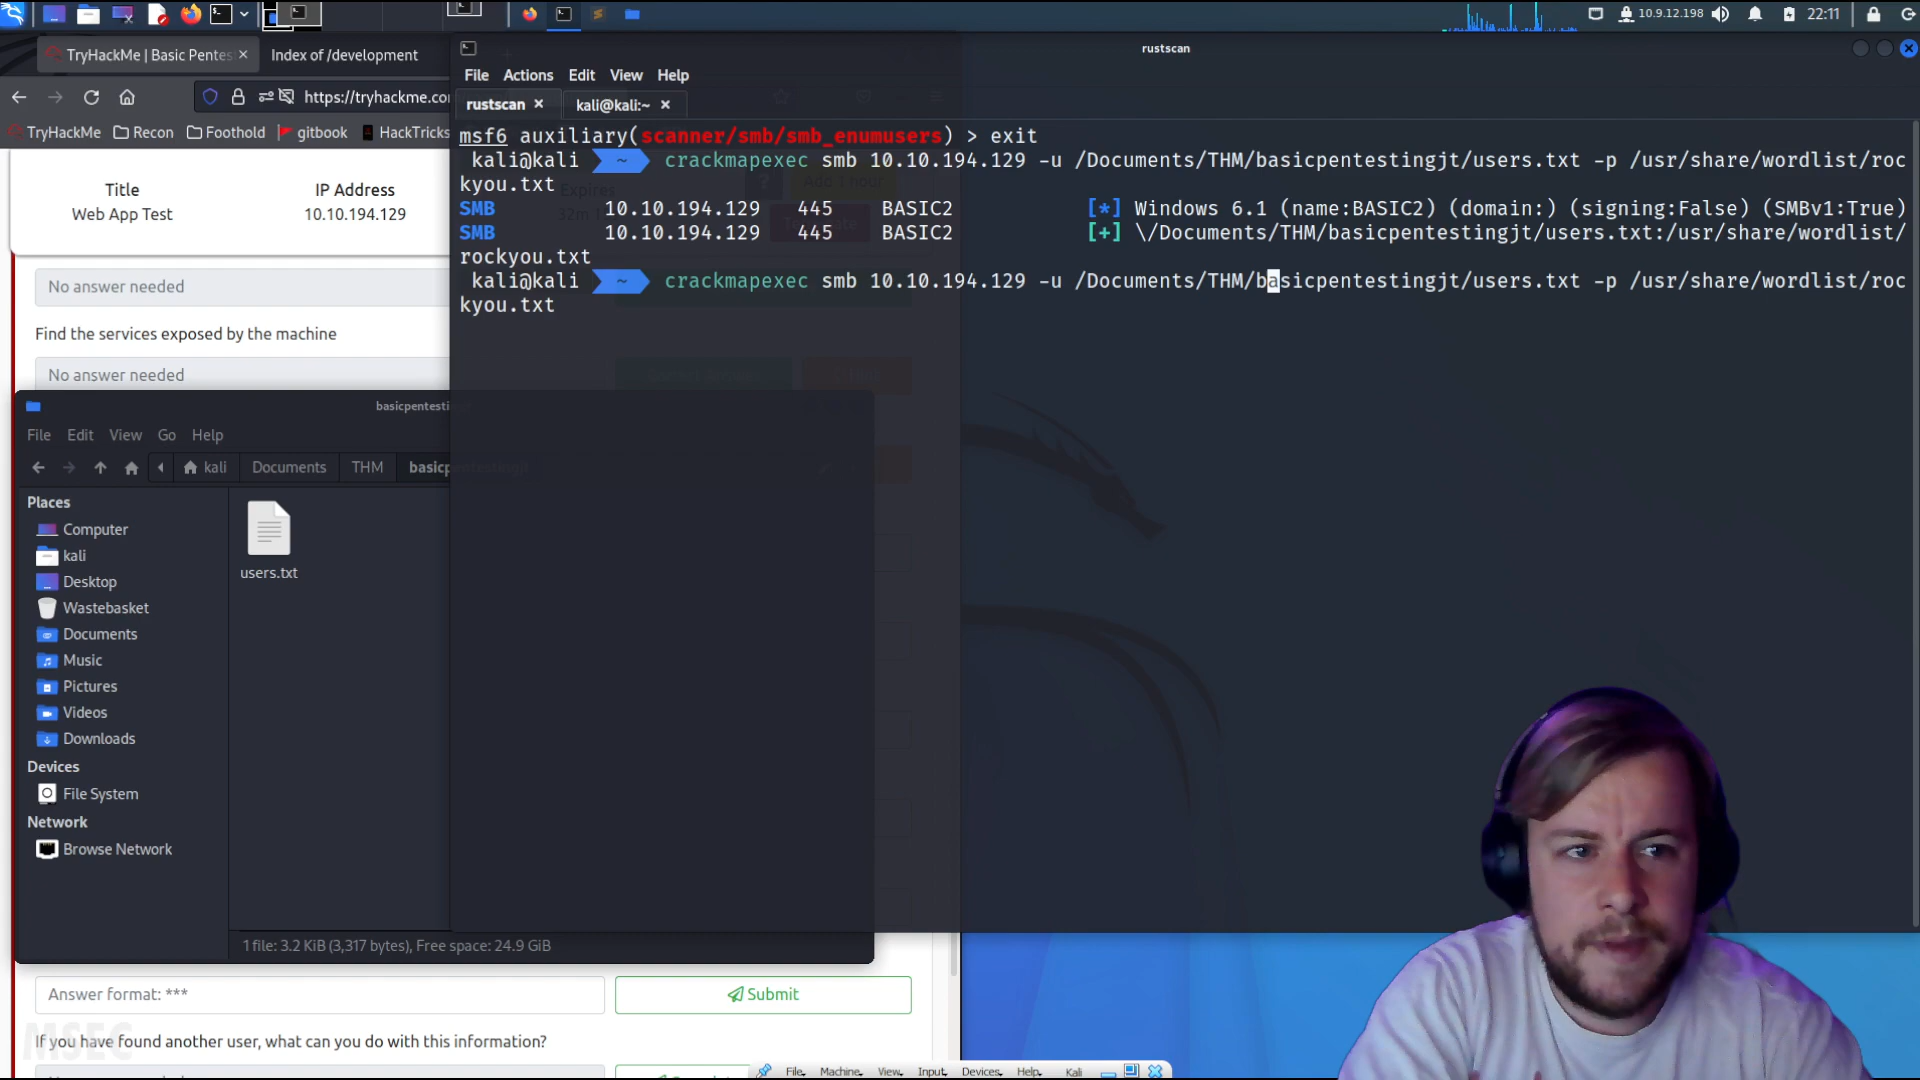 10.9.12.198
22:11
TryHackMe | Basic Pentes
Index of /development
rustscan
https://tryhackme.co
TryHackMe
Recon
Foothold
gitbook
HackTricks
File Actions Edit View Help
rustscan
kali@kali:~
msf6 auxiliary(scanner/smb/smb_enumusers) > exit
kali@kali ~ crackmapexec smb 10.10.194.129 -u /Documents/THM/basicpentestingjt/users.txt -p /usr/share/wordlist/roc
kyou.txt
SMB 10.10.194.129 445 BASIC2 [*] Windows 6.1 (name:BASIC2) (domain:) (signing:False) (SMBv1:True)
SMB 10.10.194.129 445 BASIC2 [+] \/Documents/THM/basicpentestingjt/users.txt:/usr/share/wordlist/
rockyou.txt
kali@kali ~ crackmapexec smb 10.10.194.129 -u /Documents/THM/basicpentestingjt/users.txt -p /usr/share/wordlist/roc
kyou.txt
Title
IP Address
Expires
Add 1 hour
Web App Test
10.10.194.129
No answer needed
Find the services exposed by the machine
No answer needed
basicpentesti
File Edit View Go Help
kali
Documents
THM
basicpentestingjt
Places
Computer
kali
Desktop
Wastebasket
Documents
Music
Pictures
Videos
Downloads
Devices
File System
Network
Browse Network
users.txt
1 file: 3.2 KiB (3,317 bytes), Free space: 24.9 GiB
Answer format: ***
Submit
MSEC
If you have found another user, what can you do with this information?
File Machine View Input Devices Help Kali